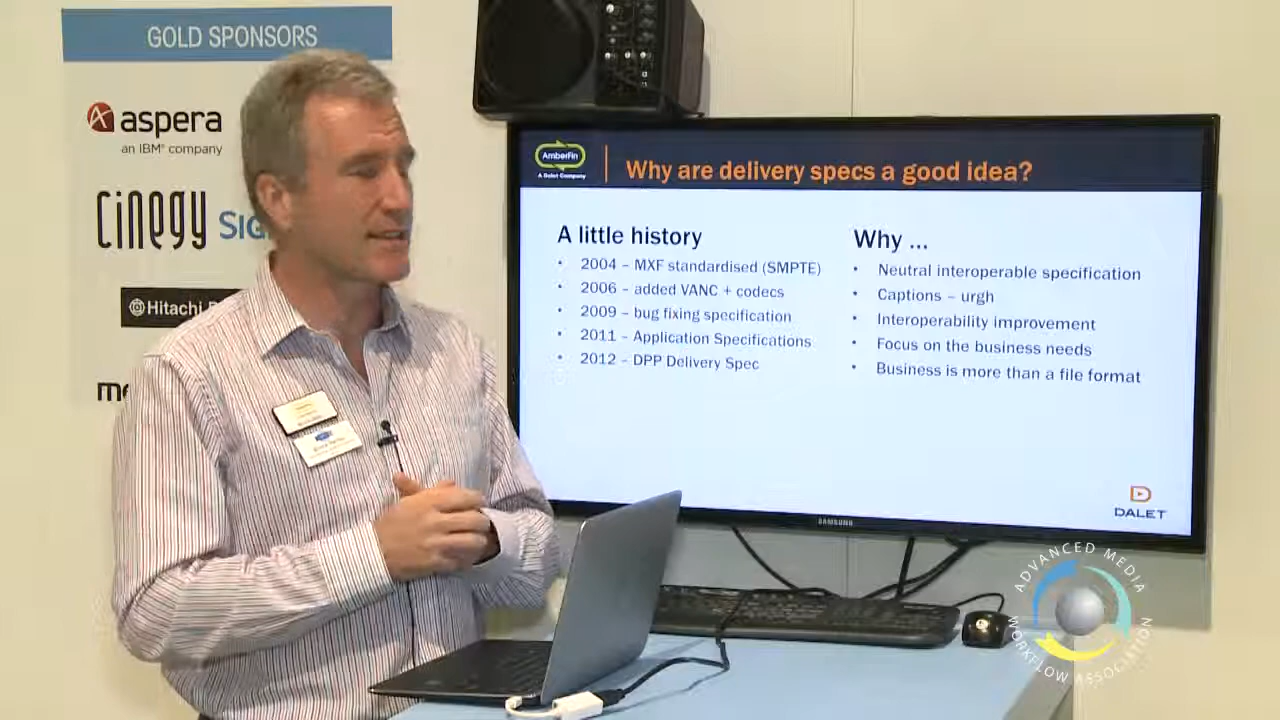 GOLD SPONSORS
aspera
an IBM® company
cinegy
Hitachi
AmberFin
A Dalet Company
Why are delivery specs a good idea?
A little history
• 2004 – MXF standardised (SMPTE)
• 2006 – added VANC + codecs
• 2009 – bug fixing specification
• 2011 – Application Specifications
• 2012 – DPP Delivery Spec
Why ...
• Neutral interoperable specification
• Captions – urgh
• Interoperability improvement
• Focus on the business needs
• Business is more than a file format
DALET
SAMSUNG
ADVANCED MEDIA
WORKFLOW ASSOCIATION